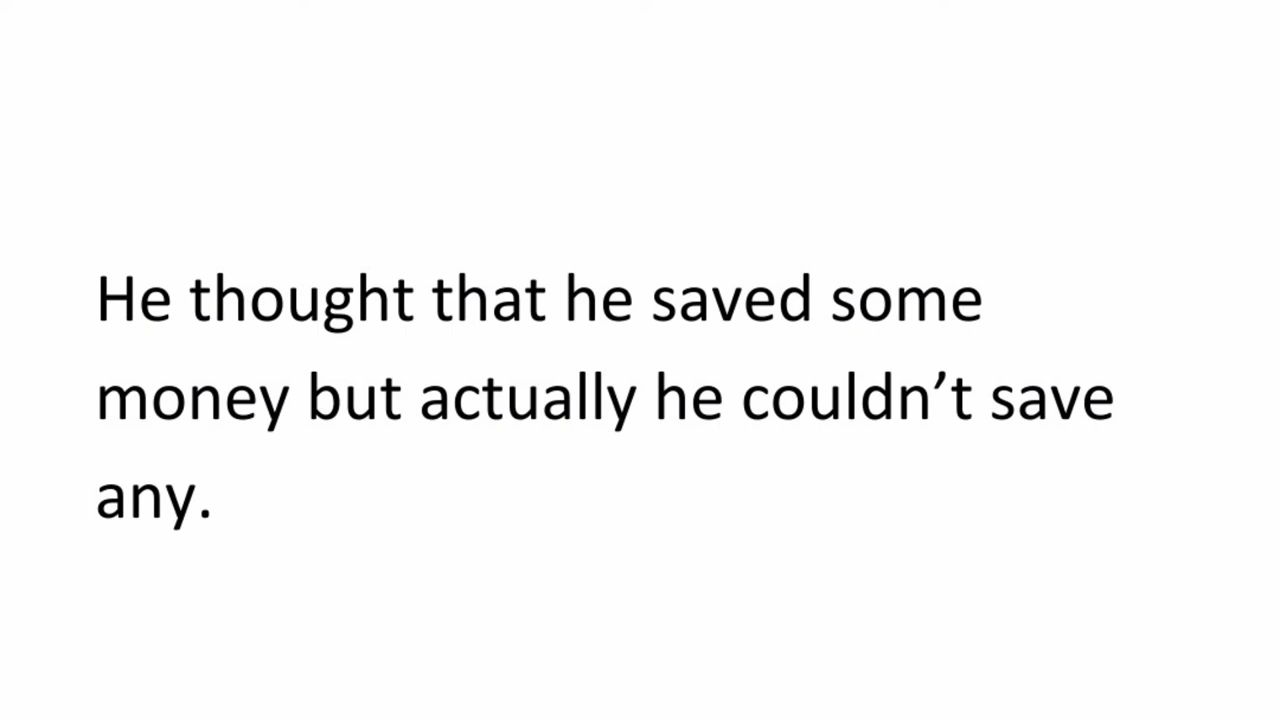 He thought that he saved some
money but actually he couldn’t save
any.